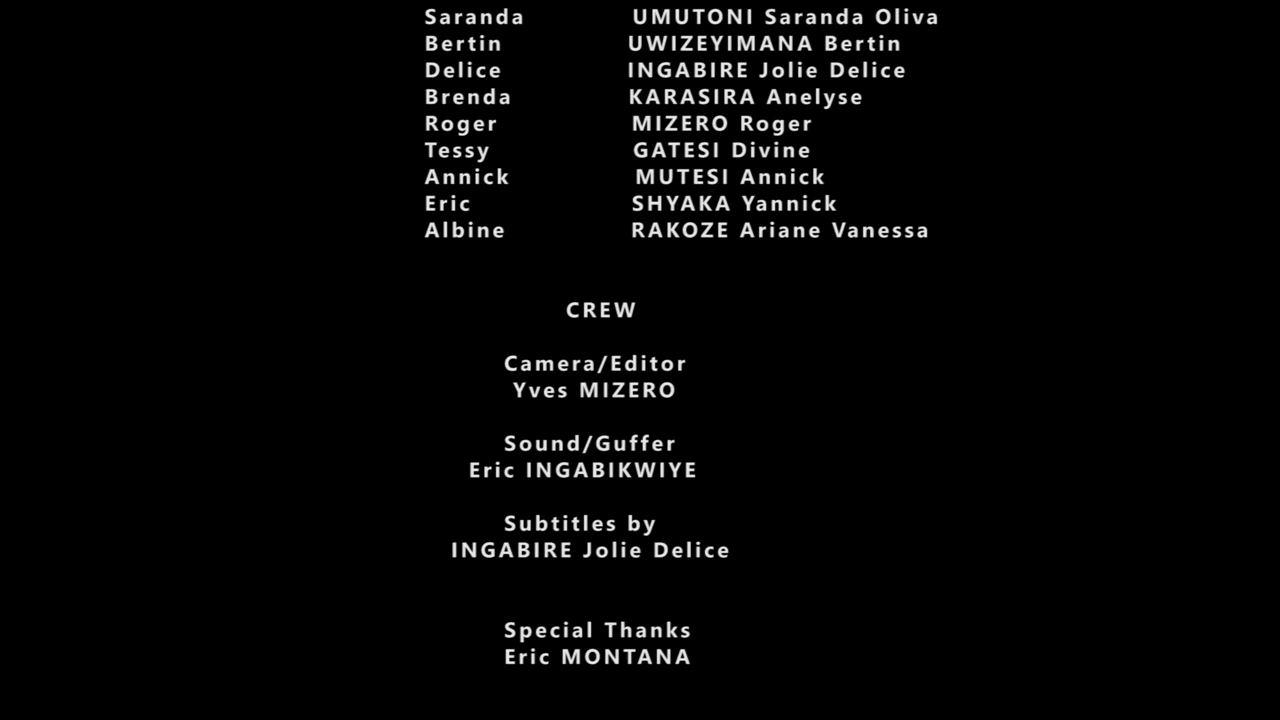 Saranda UMUTONI Saranda Oliva
Bertin UWIZEYIMANA Bertin
Delice INGABIRE Jolie Delice
Brenda KARASIRA Anelyse
Roger MIZERO Roger
Tessy GATESI Divine
Annick MUTESI Annick
Eric SHYAKA Yannick
Albine RAKOZE Ariane Vanessa
CREW
Camera/Editor
Yves MIZERO
Sound/Guffer
Eric INGABIKWIYE
Subtitles by
INGABIRE Jolie Delice
Special Thanks
Eric MONTANA